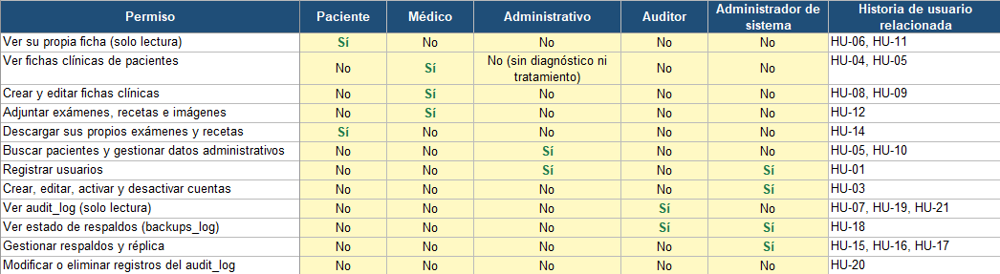 Permiso Paciente Médico Administrativo Auditor Administrador de sistema Historia de usuario relacionada
Ver su propia ficha (solo lectura) Sí No No No No HU-06, HU-11
Ver fichas clínicas de pacientes No Sí No (sin diagnóstico ni tratamiento) No No HU-04, HU-05
Crear y editar fichas clínicas No Sí No No No HU-08, HU-09
Adjuntar exámenes, recetas e imágenes No Sí No No No HU-12
Descargar sus propios exámenes y recetas Sí No No No No HU-14
Buscar pacientes y gestionar datos administrativos No No Sí No No HU-05, HU-10
Registrar usuarios No No Sí No Sí HU-01
Crear, editar, activar y desactivar cuentas No No No No Sí HU-03
Ver audit_log (solo lectura) No No No Sí No HU-07, HU-19, HU-21
Ver estado de respaldos (backups_log) No No No Sí Sí HU-18
Gestionar respaldos y réplica No No No No Sí HU-15, HU-16, HU-17
Modificar o eliminar registros del audit_log No No No No No HU-20